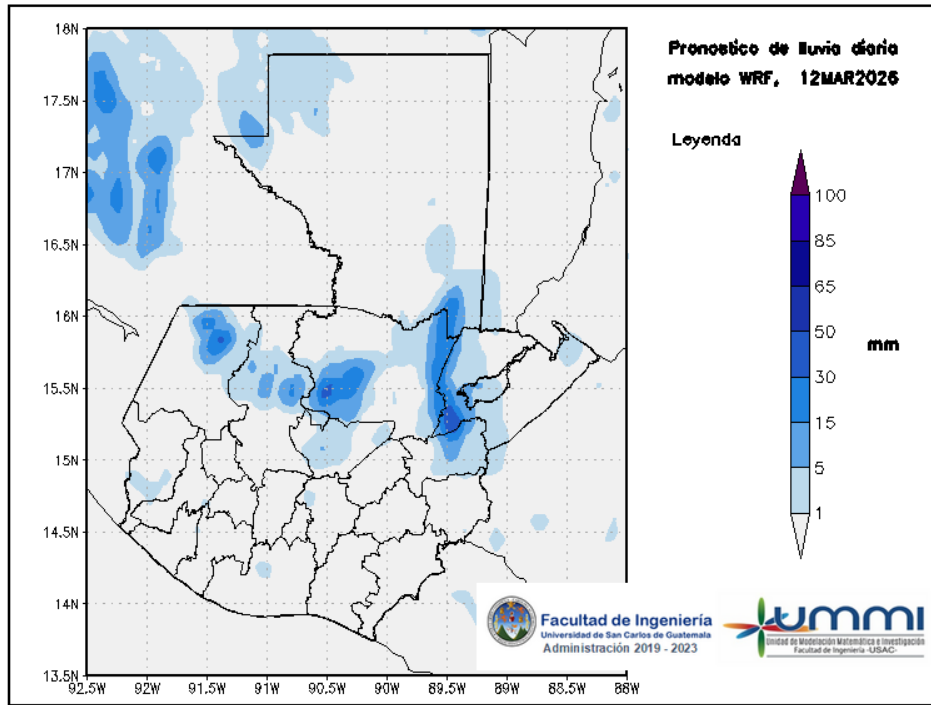 Pronostico de lluvia diaria
modelo WRF, 12MAR2026
Leyenda
100
85
65
50
30
15
5
1
mm
18N
17.5N
17N
16.5N
16N
15.5N
15N
14.5N
14N
13.5N
92.5W
92W
91.5W
91W
90.5W
90W
89.5W
89W
88.5W
88W
Facultad de Ingeniería
Universidad de San Carlos de Guatemala
Administración 2019 - 2023
ummi
Unidad de Modelación Matemática e Investigación
Facultad de Ingeniería -USAC-